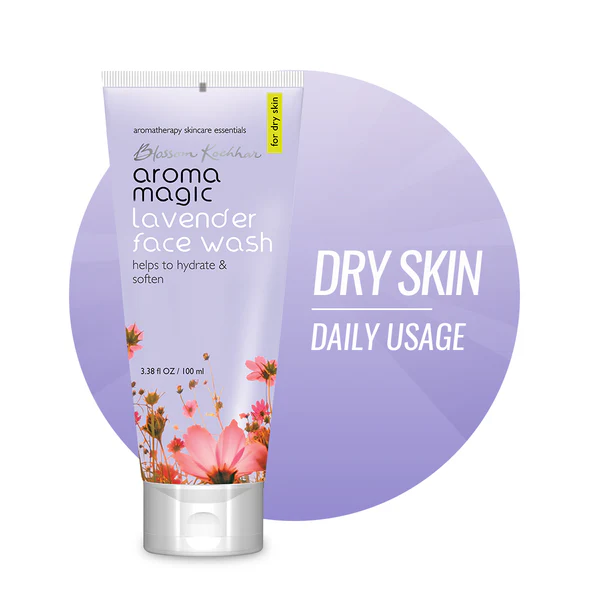 aromatherapy skincare essentials
for dry skin
Blossom Kochhar
aroma
magic
lavender
face wash
helps to hydrate &
soften
3.38 fl OZ / 100 ml
DRY SKIN
DAILY USAGE